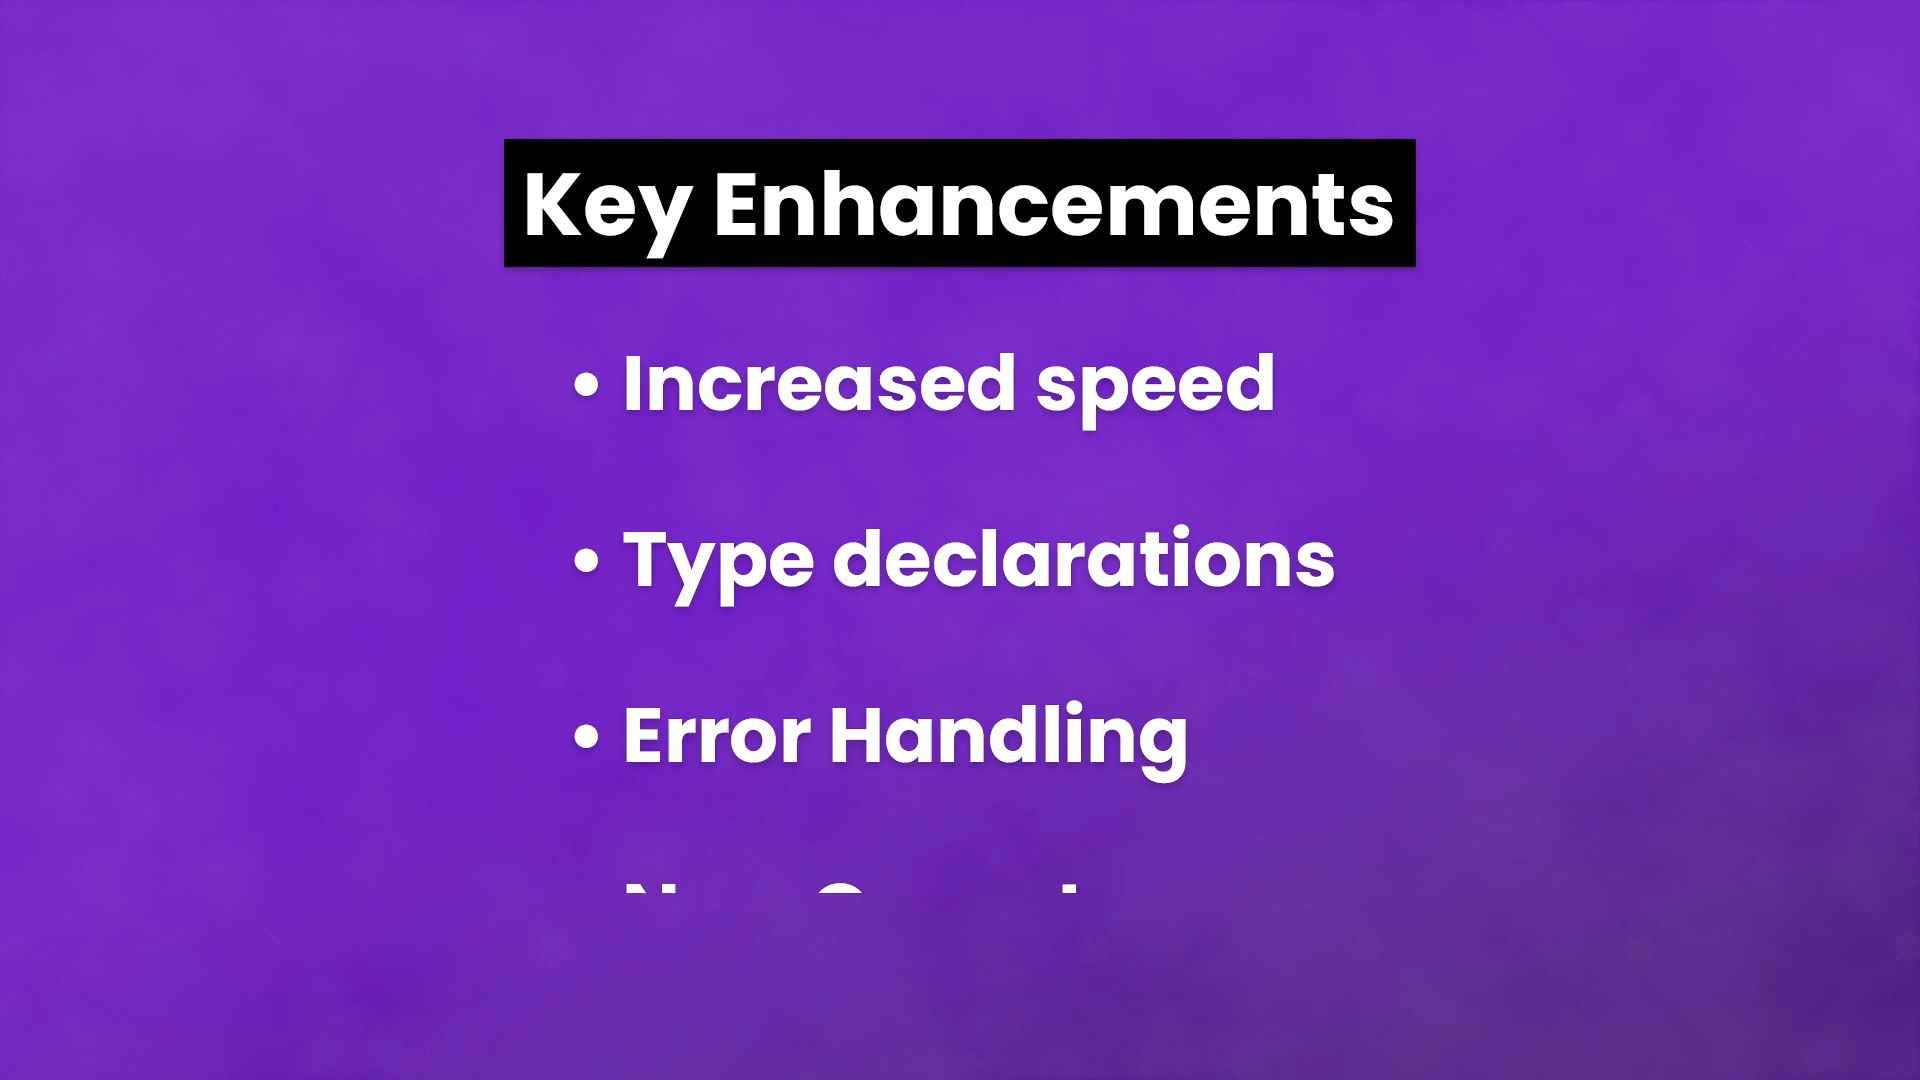 Key Enhancements
• Increased speed
• Type declarations
• Error Handling